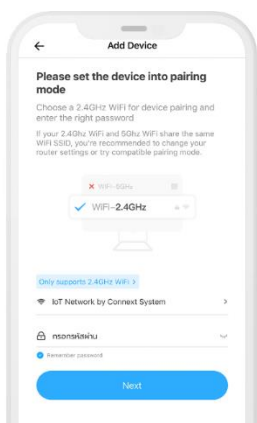 Add Device
Please set the device into pairing
mode
Choose a 2.4GHz WiFi for device pairing and
enter the right password
If your 2.4GHz WiFi and 5Ghz WiFi share the same
WIFI SSID, you're recommended to change your
router settings or try compatible pairing mode.
WiFi-5GHz
WiFi-2.4GHz
Only supports 2.4GHz WiFi >
IoT Network by Connext System
กรอกรหัสผ่าน
Remember password
Next